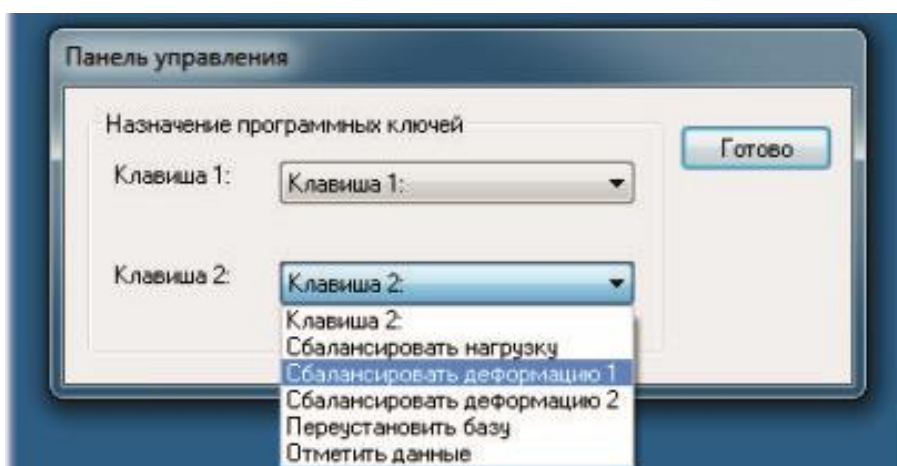 Панель управления
Назначение программных ключей
Готово
Клавиша 1:
Клавиша 1:
Клавиша 2:
Клавиша 2:
Клавиша 2:
Сбалансировать нагрузку
Сбалансировать деформацию 1
Сбалансировать деформацию 2
Переустановить базу
Отметить данные